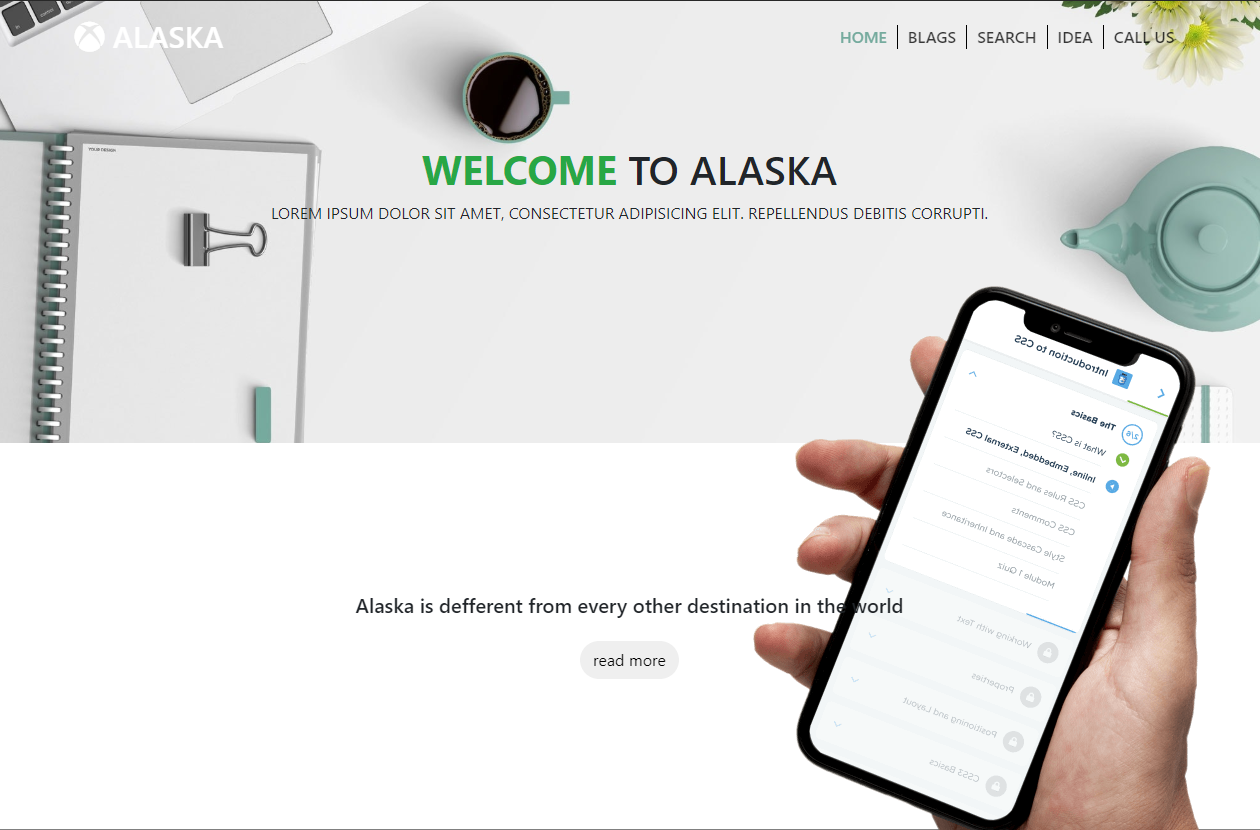 ALASKA
HOME BLAGS SEARCH IDEA CALL US
YOUR DESIGN
WELCOME TO ALASKA
LOREM IPSUM DOLOR SIT AMET, CONSECTETUR ADIPISICING ELIT. REPELLENDUS DEBITIS CORRUPTI.
Introduction to CSS
The Basics
2/6
What is CSS?
Inline, Embedded, External CSS
CSS Rules and Selectors
CSS Comments
Style Cascade and Inheritance
Module 1 Quiz
Alaska is defferent from every other destination in the world
read more
Working with Text
Properties
Positioning and Layout
CSS3 Basics